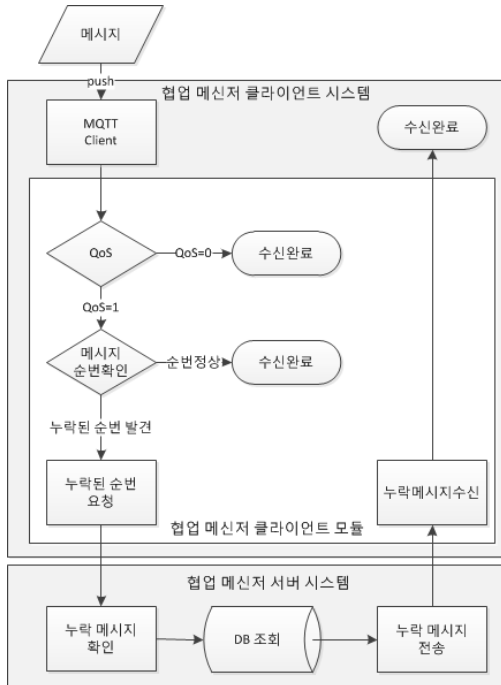 메시지
push
협업 메신저 클라이언트 시스템
MQTT
Client
수신완료
QoS
QoS=0
수신완료
QoS=1
메시지
순번확인
순번정상
수신완료
누락된 순번 발견
누락된 순번
요청
누락메시지수신
협업 메신저 클라이언트 모듈
협업 메신저 서버 시스템
누락 메시지
확인
DB 조회
누락 메시지
전송